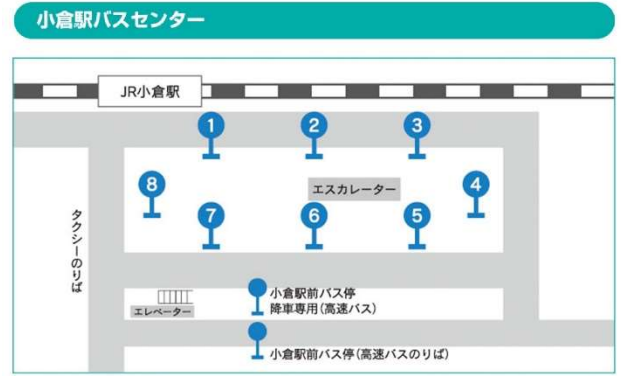 小倉駅バスセンター
JR小倉駅
1
2
3
8
エスカレーター
4
7
6
5
タクシーのりば
小倉駅前バス停
降車専用(高速バス)
エレベーター
小倉駅前バス停(高速バスのりば)